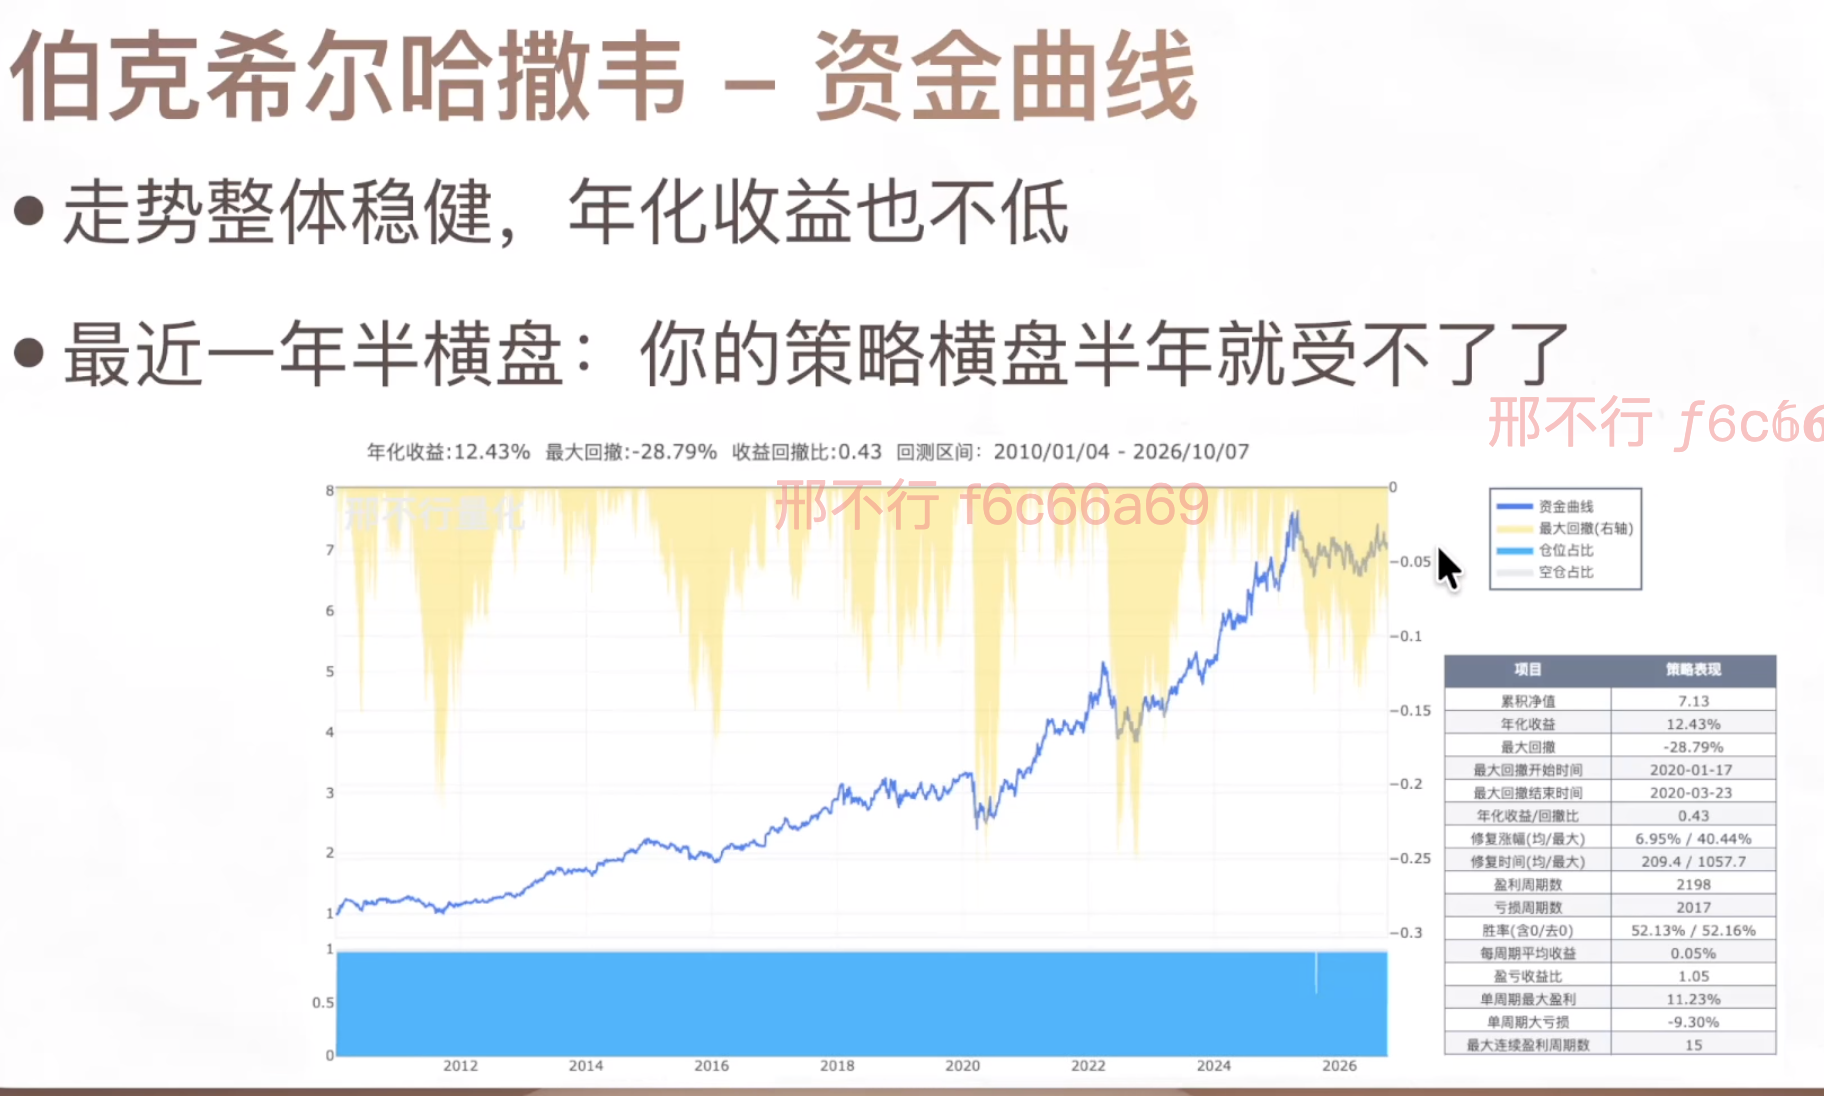 伯克希尔哈撒韦 – 资金曲线
• 走势整体稳健，年化收益也不低
• 最近一年半横盘：你的策略横盘半年就受不了了
邢不行 f6c66
年化收益:12.43% 最大回撤:-28.79% 收益回撤比:0.43 回测区间：2010/01/04 - 2026/10/07
邢不行量化
邢不行 f6c66a69
8
7
6
5
4
3
2
1
0
−0.05
−0.1
−0.15
−0.2
−0.25
−0.3
资金曲线
最大回撤(右轴)
仓位占比
空仓占比
1
0.5
0
2012 2014 2016 2018 2020 2022 2024 2026
项目 策略表现
累积净值 7.13
年化收益 12.43%
最大回撤 -28.79%
最大回撤开始时间 2020-01-17
最大回撤结束时间 2020-03-23
年化收益/回撤比 0.43
修复涨幅(均/最大) 6.95% / 40.44%
修复时间(均/最大) 209.4 / 1057.7
盈利周期数 2198
亏损周期数 2017
胜率(含0/去0) 52.13% / 52.16%
每周期平均收益 0.05%
盈亏收益比 1.05
单周期最大盈利 11.23%
单周期大亏损 -9.30%
最大连续盈利周期数 15